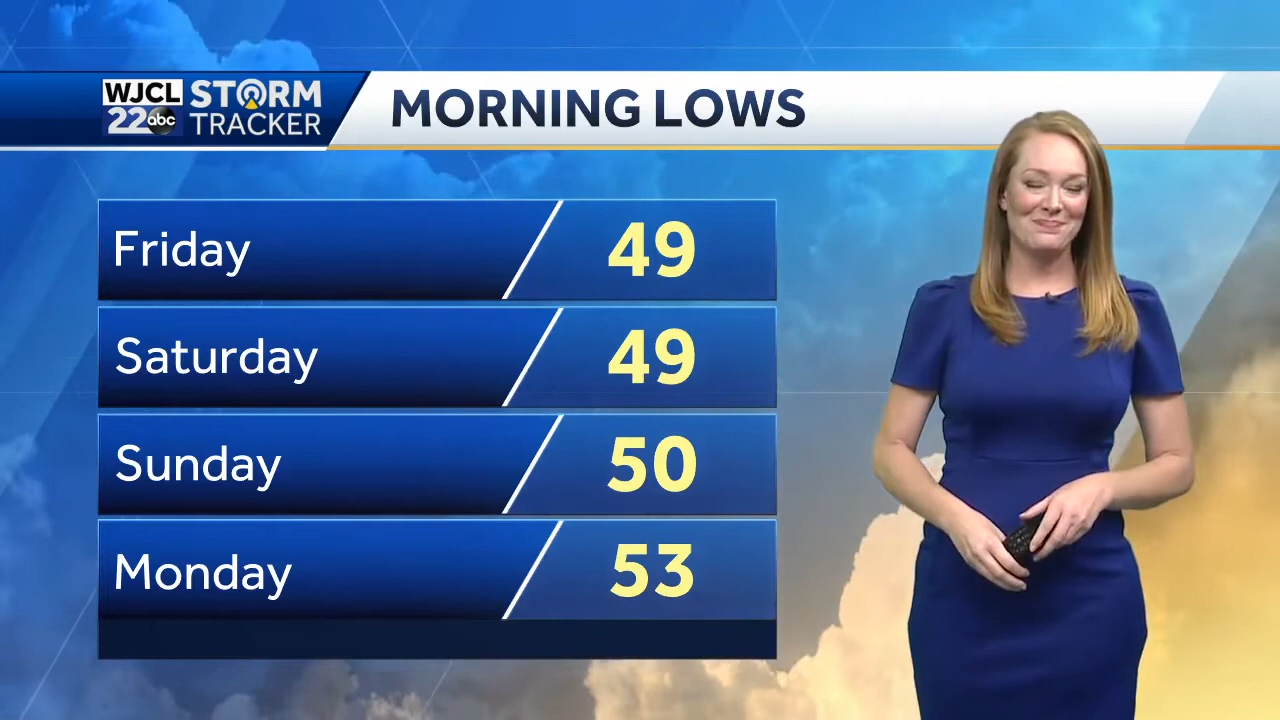 WJCL
22 abc
STORM
TRACKER
MORNING LOWS
Friday 49
Saturday 49
Sunday 50
Monday 53